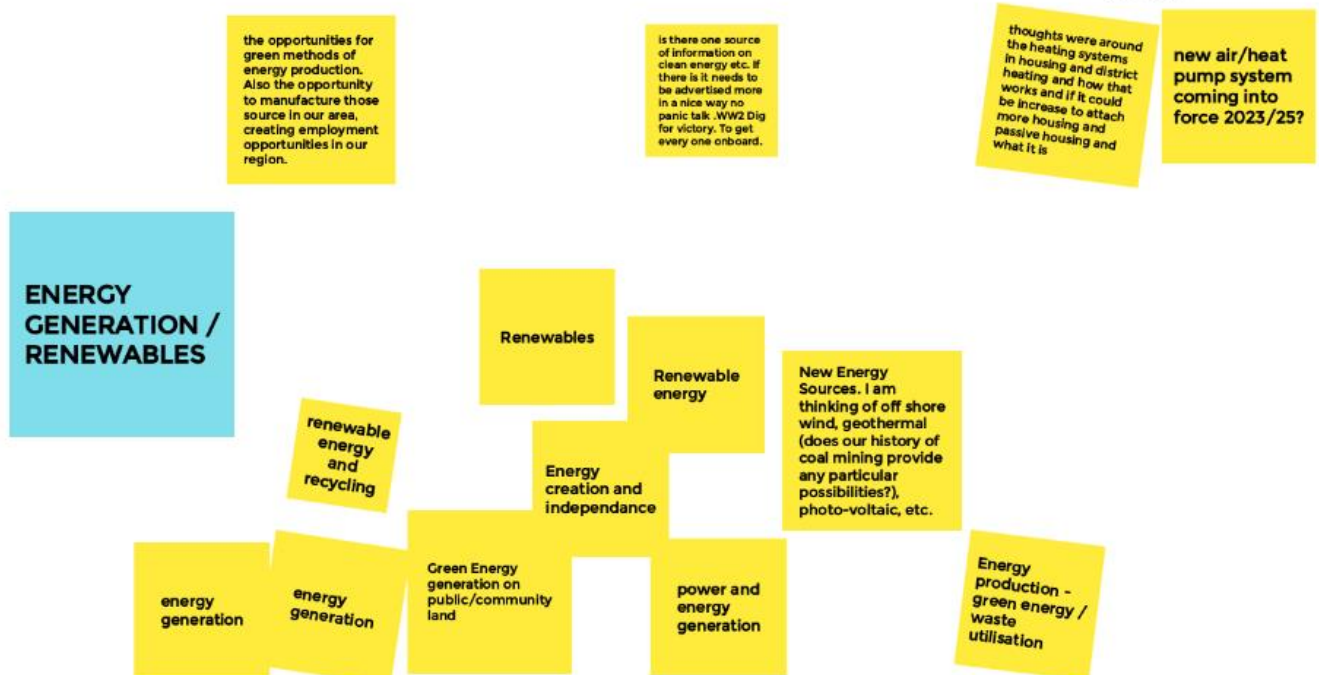 the opportunities for
green methods of
energy production.
Also the opportunity
to manufacture those
source in our area,
creating employment
opportunities in our
region.
is there one source
of information on
clean energy etc. If
there is it needs to
be advertised more
in a nice way no
panic talk .WW2 Dig
for victory. To get
every one onboard.
thoughts were around
the heating systems
in housing and district
heating and how that
works and if it could
be increase to attach
more housing and
passive housing and
what it is
new air/heat
pump system
coming into
force 2023/25?
ENERGY
GENERATION /
RENEWABLES
Renewables
Renewable
energy
New Energy
Sources. I am
thinking of off shore
wind, geothermal
(does our history of
coal mining provide
any particular
possibilities?),
photo-voltaic, etc.
renewable
energy
and
recycling
Energy
creation and
independance
energy
generation
energy
generation
Green Energy
generation on
public/community
land
power and
energy
generation
Energy
production -
green energy /
waste
utilisation